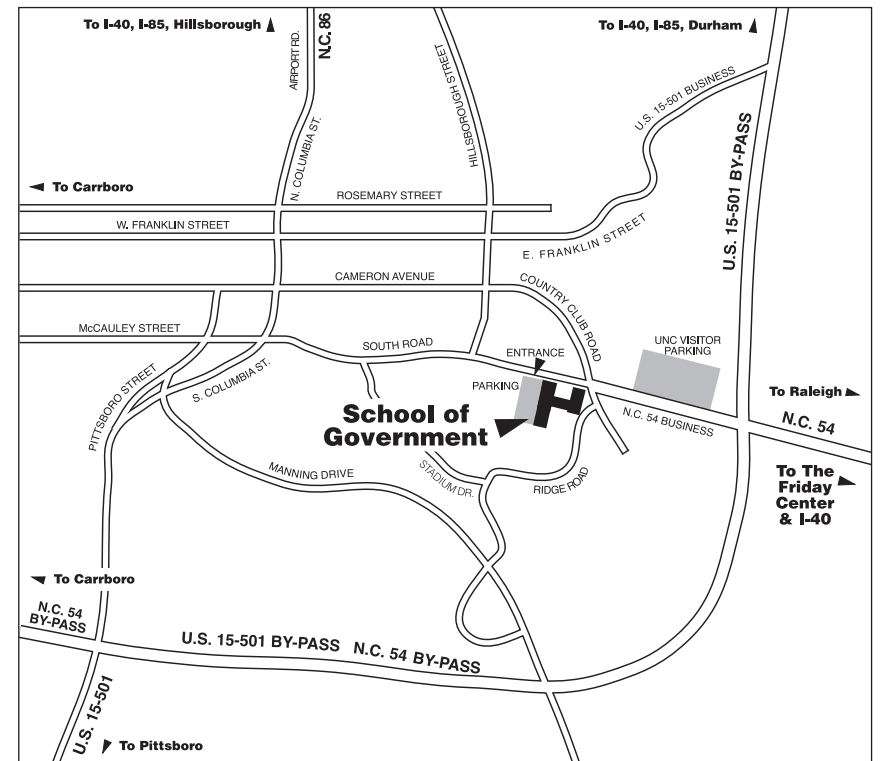 To I-40, I-85, Hillsborough
AIRPORT RD.
N.C. 86
To I-40, I-85, Durham
HILLSBOROUGH STREET
U.S. 15-501 BUSINESS
U.S. 15-501 BY-PASS
N. COLUMBIA ST.
To Carrboro
ROSEMARY STREET
W. FRANKLIN STREET
E. FRANKLIN STREET
CAMERON AVENUE
COUNTRY CLUB ROAD
McCAULEY STREET
SOUTH ROAD
ENTRANCE
UNC VISITOR
PARKING
PITTSBORO STREET
S. COLUMBIA ST.
PARKING
To Raleigh
N.C. 54 BUSINESS
N.C. 54
School of
Government
MANNING DRIVE
STADIUM DR.
RIDGE ROAD
To The
Friday
Center
& I-40
To Carrboro
N.C. 54
BY-PASS
U.S. 15-501 BY-PASS
N.C. 54 BY-PASS
U.S. 15-501
To Pittsboro